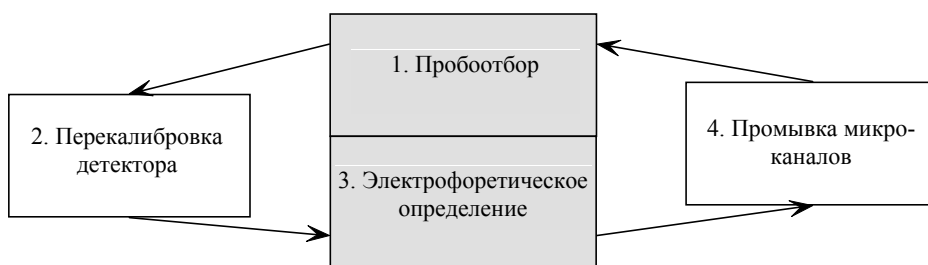 1. Пробоотбор
2. Перекалибровка
детектора
3. Электрофоретическое
определение
4. Промывка микро-
каналов